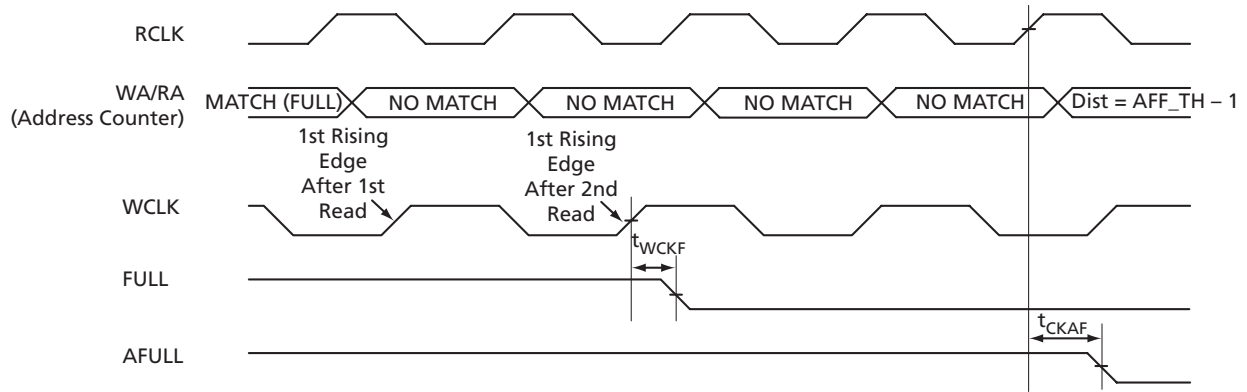 RCLK
WA/RA
(Address Counter)
MATCH (FULL)
NO MATCH
NO MATCH
NO MATCH
NO MATCH
Dist = AFF_TH – 1
1st Rising
Edge
After 1st
Read
1st Rising
Edge
After 2nd
Read
WCLK
tWCKF
FULL
tCKAF
AFULL